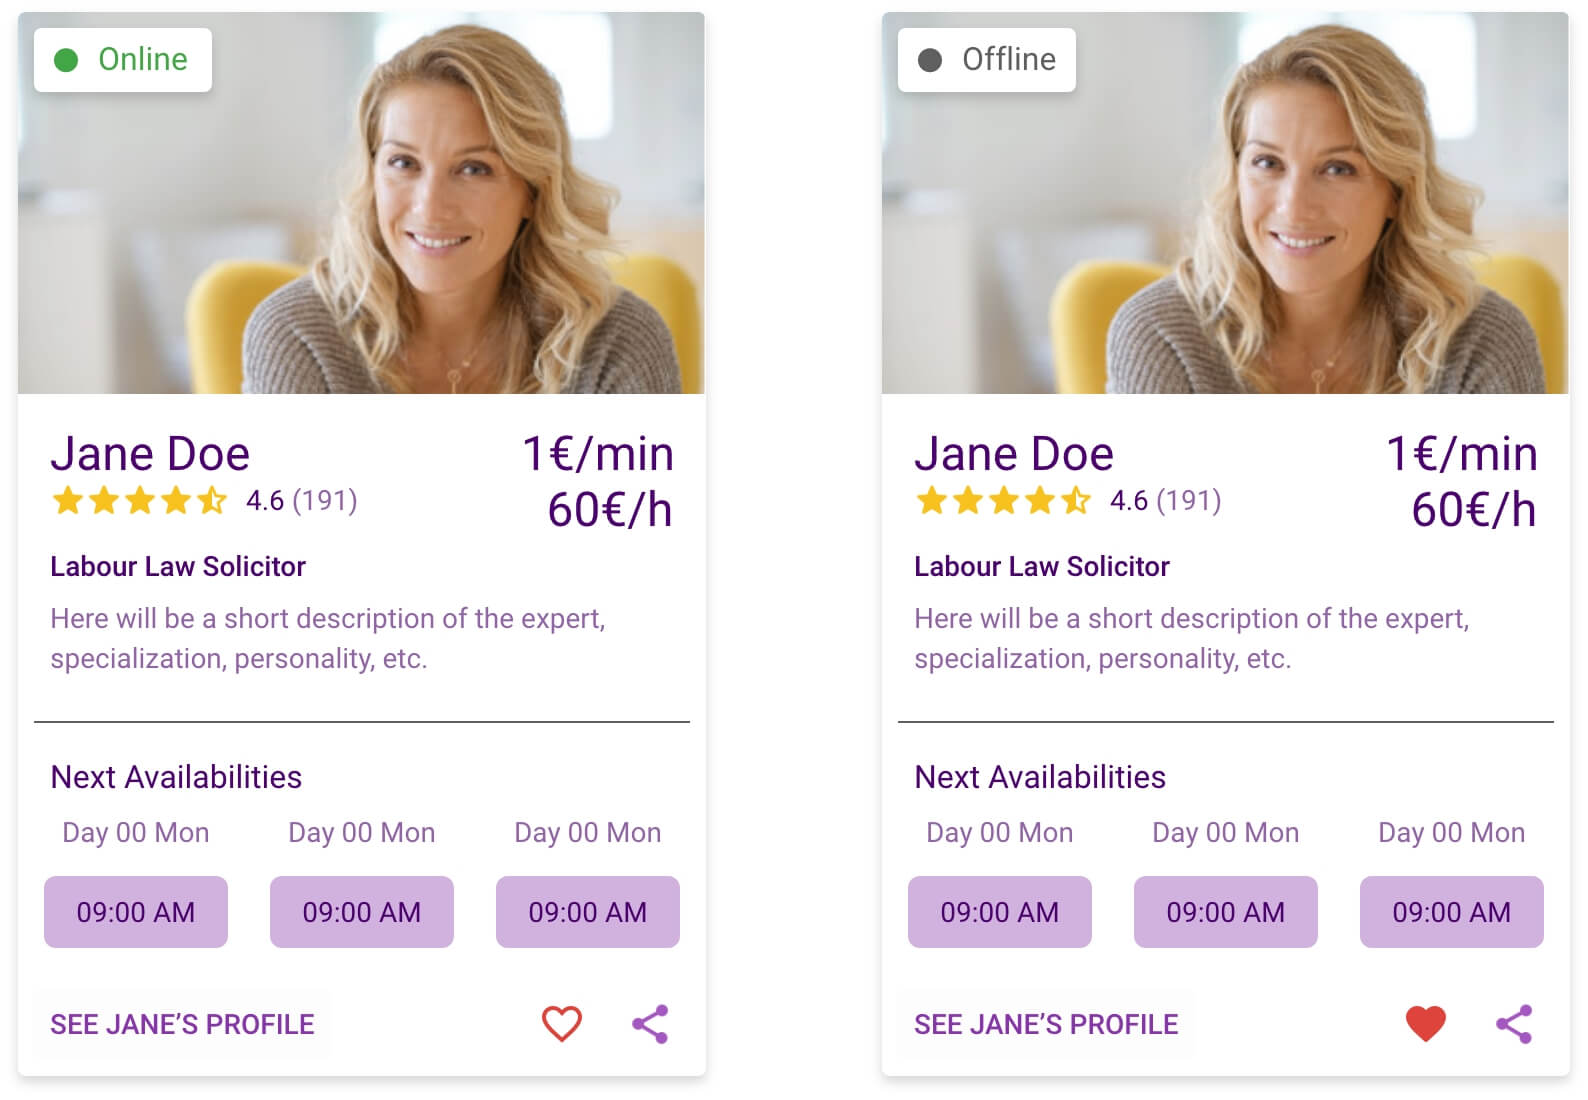 Online
Jane Doe
1€/min
4.6 (191)
60€/h
Labour Law Solicitor
Here will be a short description of the expert,
specialization, personality, etc.
Next Availabilities
Day 00 Mon Day 00 Mon Day 00 Mon
09:00 AM 09:00 AM 09:00 AM
SEE JANE’S PROFILE
Offline
Jane Doe
1€/min
4.6 (191)
60€/h
Labour Law Solicitor
Here will be a short description of the expert,
specialization, personality, etc.
Next Availabilities
Day 00 Mon Day 00 Mon Day 00 Mon
09:00 AM 09:00 AM 09:00 AM
SEE JANE’S PROFILE